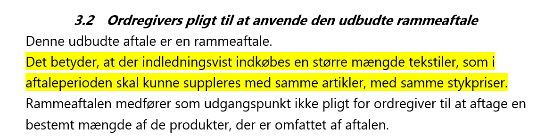 3.2 Ordregivers pligt til at anvende den udbudte rammeaftale
Denne udbudte aftale er en rammeaftale.
Det betyder, at der indledningsvist indkøbes en større mængde tekstiler, som i
aftaleperioden skal kunne suppleres med samme artikler, med samme stykpriser.
Rammeaftalen medfører som udgangspunkt ikke pligt for ordregiver til at aftage en
bestemt mængde af de produkter, der er omfattet af aftalen.